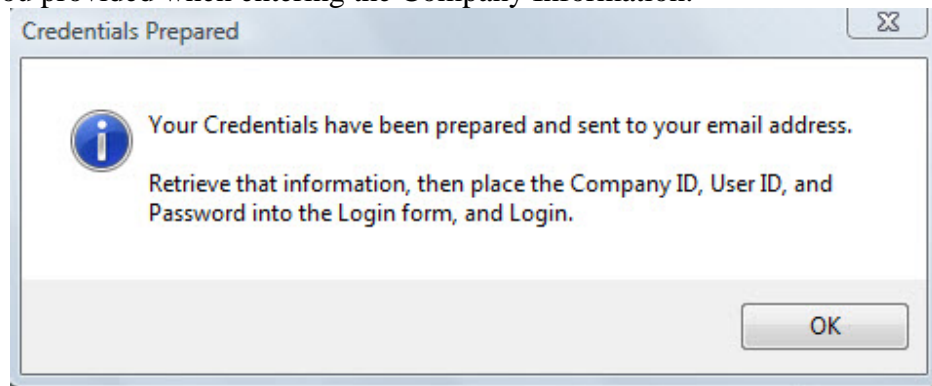 ou provided when entering the Company Information.
Credentials Prepared
Your Credentials have been prepared and sent to your email address.
Retrieve that information, then place the Company ID, User ID, and
Password into the Login form, and Login.
OK